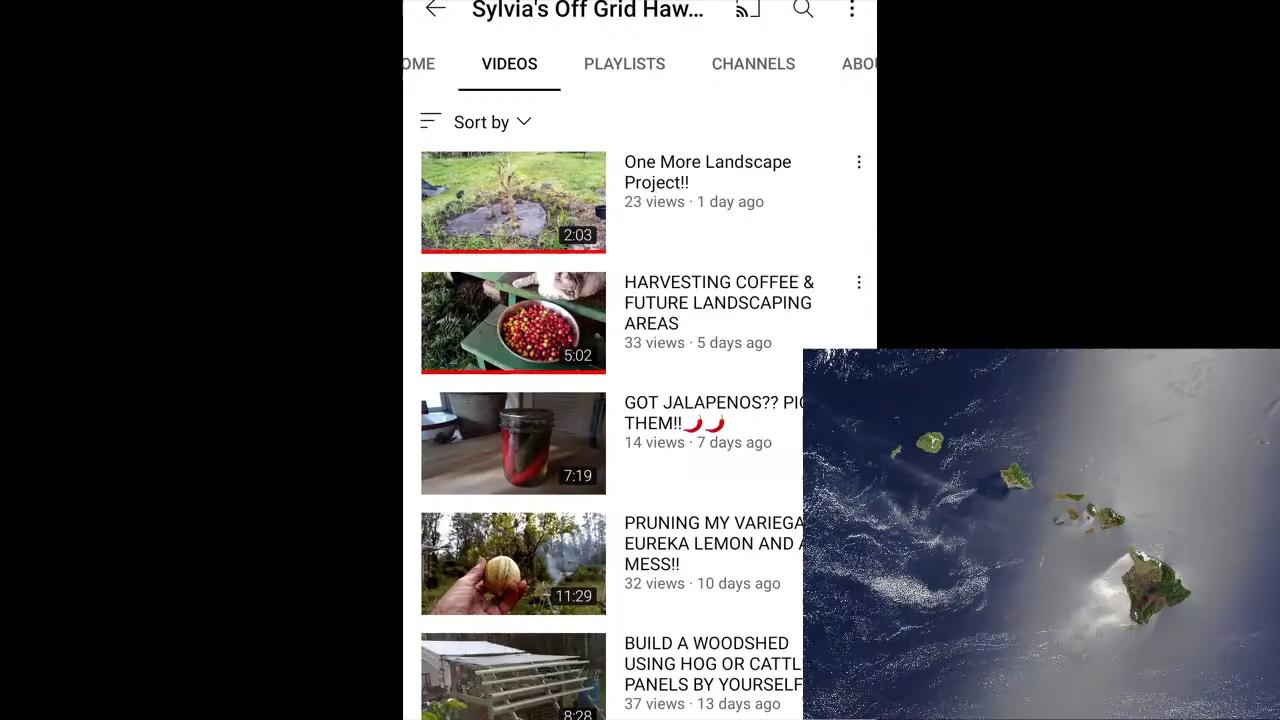 Sylvia's Off Grid Haw...
OME VIDEOS PLAYLISTS CHANNELS ABOU
Sort by
One More Landscape
Project!!
23 views · 1 day ago
2:03
HARVESTING COFFEE &
FUTURE LANDSCAPING
AREAS
33 views · 5 days ago
5:02
GOT JALAPENOS?? PIC
THEM!!🌶️🌶️
14 views · 7 days ago
7:19
PRUNING MY VARIEGA
EUREKA LEMON AND A
MESS!!
32 views · 10 days ago
11:29
BUILD A WOODSHED
USING HOG OR CATTL
PANELS BY YOURSELF
37 views · 13 days ago
8:28